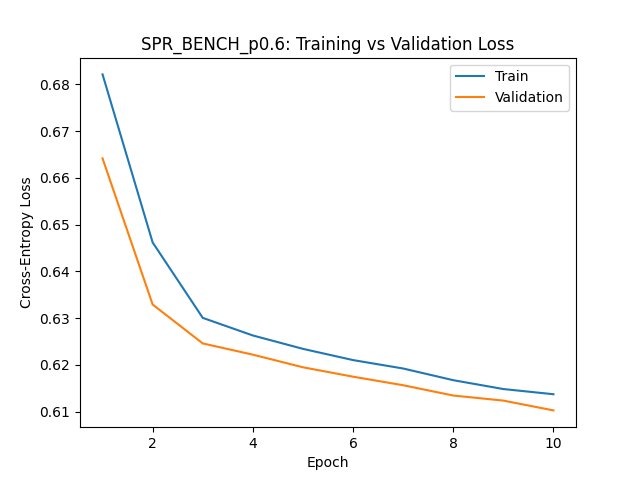 SPR_BENCH_p0.6: Training vs Validation Loss
Train
Validation
Cross-Entropy Loss
0.68
0.67
0.66
0.65
0.64
0.63
0.62
0.61
2
4
6
8
10
Epoch